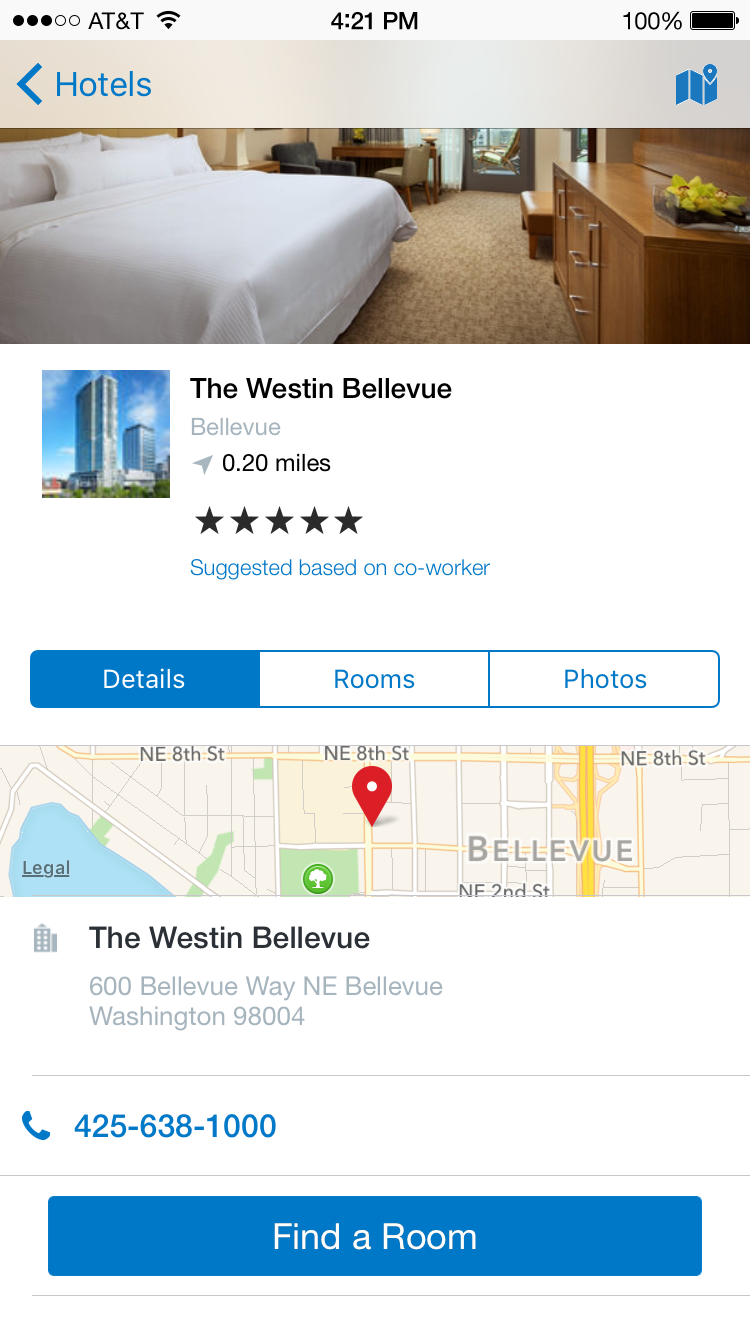 AT&T 4:21 PM 100%
Hotels
The Westin Bellevue
Bellevue
0.20 miles
Suggested based on co-worker
Details Rooms Photos
NE 8th St NE 8th St NE 8th St
BELLEVUE
Legal
NE 2nd St
The Westin Bellevue
600 Bellevue Way NE Bellevue
Washington 98004
425-638-1000
Find a Room